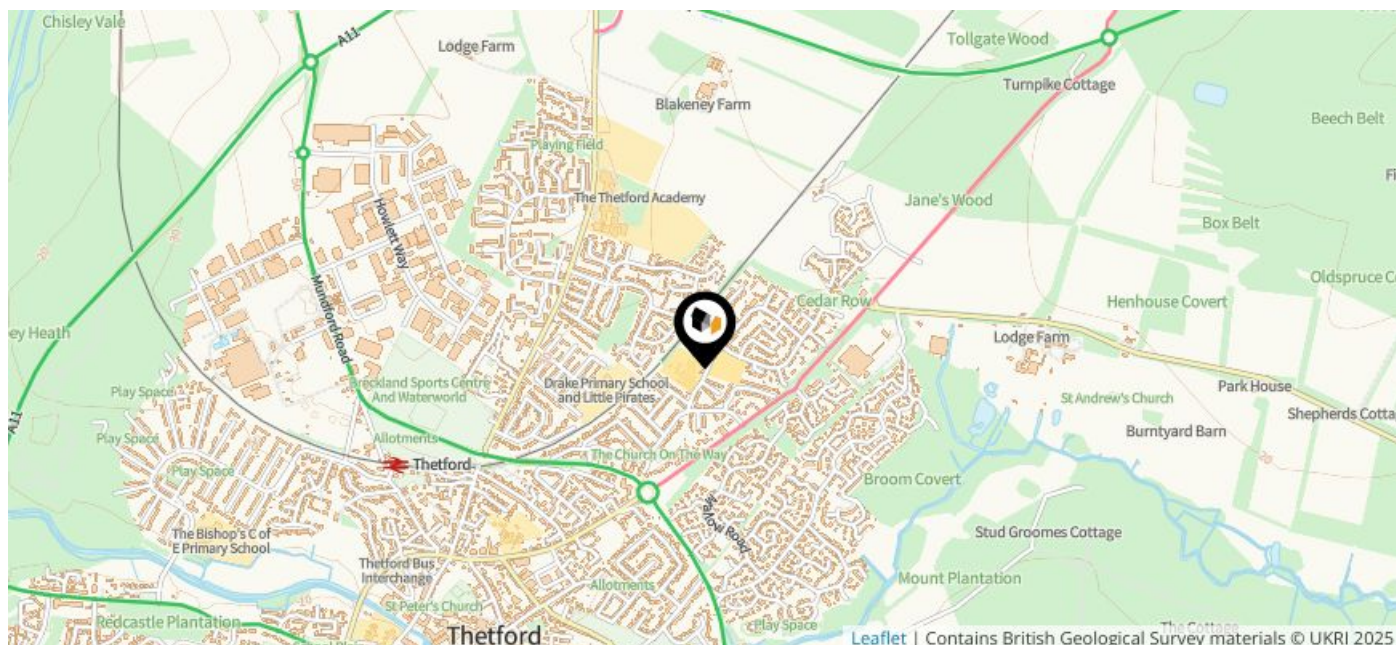 Chisley Vale
A11
Lodge Farm
Tollgate Wood
Turnpike Cottage
Blakeney Farm
Beech Belt
Playing Field
The Thetford Academy
Jane's Wood
Howlett Way
Box Belt
Oldspruce C
Mundford Road
Cedar Row
Henhouse Covert
ey Heath
Lodge Farm
Play Space
Breckland Sports Centre
And Waterworld
Drake Primary School
and Little Pirates
Park House
St Andrew's Church
Shepherds Cotta
A11
Play Space
Allotments
Burntyard Barn
Play Space
Thetford
The Church On The Way
Broom Covert
The Bishop's C of
E Primary School
Stud Groomes Cottage
Thetford Bus
Interchange
Allotments
Mount Plantation
St Peter's Church
Redcastle Plantation
Thetford
Play Space
The Cottage
Leaflet | Contains British Geological Survey materials © UKRI 2025